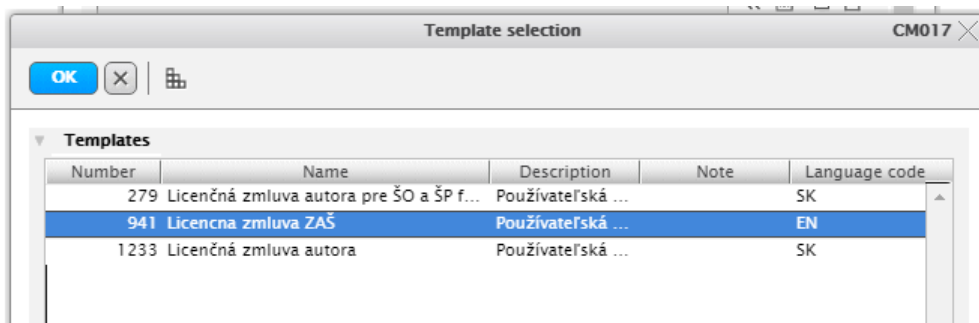 Template selection CM017
OK
Templates
Number Name Description Note Language code
279 Licenčná zmluva autora pre ŠO a ŠP f... Používateľská ... SK
941 Licencna zmluva ZAŠ Používateľská ... EN
1233 Licenčná zmluva autora Používateľská ... SK